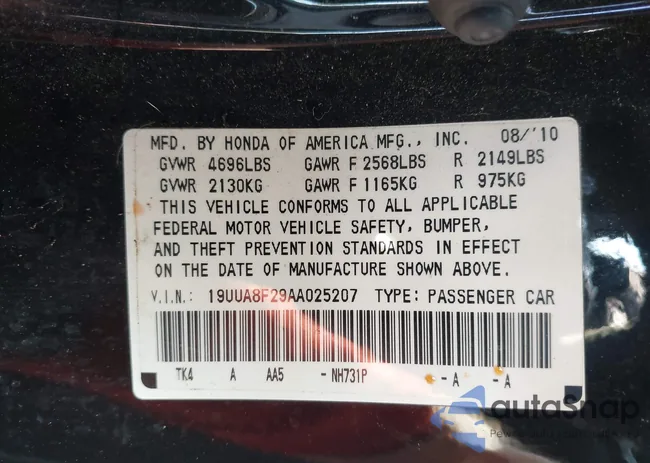 MFD. BY HONDA OF AMERICA MFG., INC. 08/'10
GVWR 4696LBS GAWR F 2568LBS R 2149LBS
GVWR 2130KG GAWR F 1165KG R 975KG
THIS VEHICLE CONFORMS TO ALL APPLICABLE
FEDERAL MOTOR VEHICLE SAFETY, BUMPER,
AND THEFT PREVENTION STANDARDS IN EFFECT
ON THE DATE OF MANUFACTURE SHOWN ABOVE.
V.I.N.: 19UUA8F29AA025207 TYPE: PASSENGER CAR
TK4 A AA5 -NH731P -A -A
autoSnap